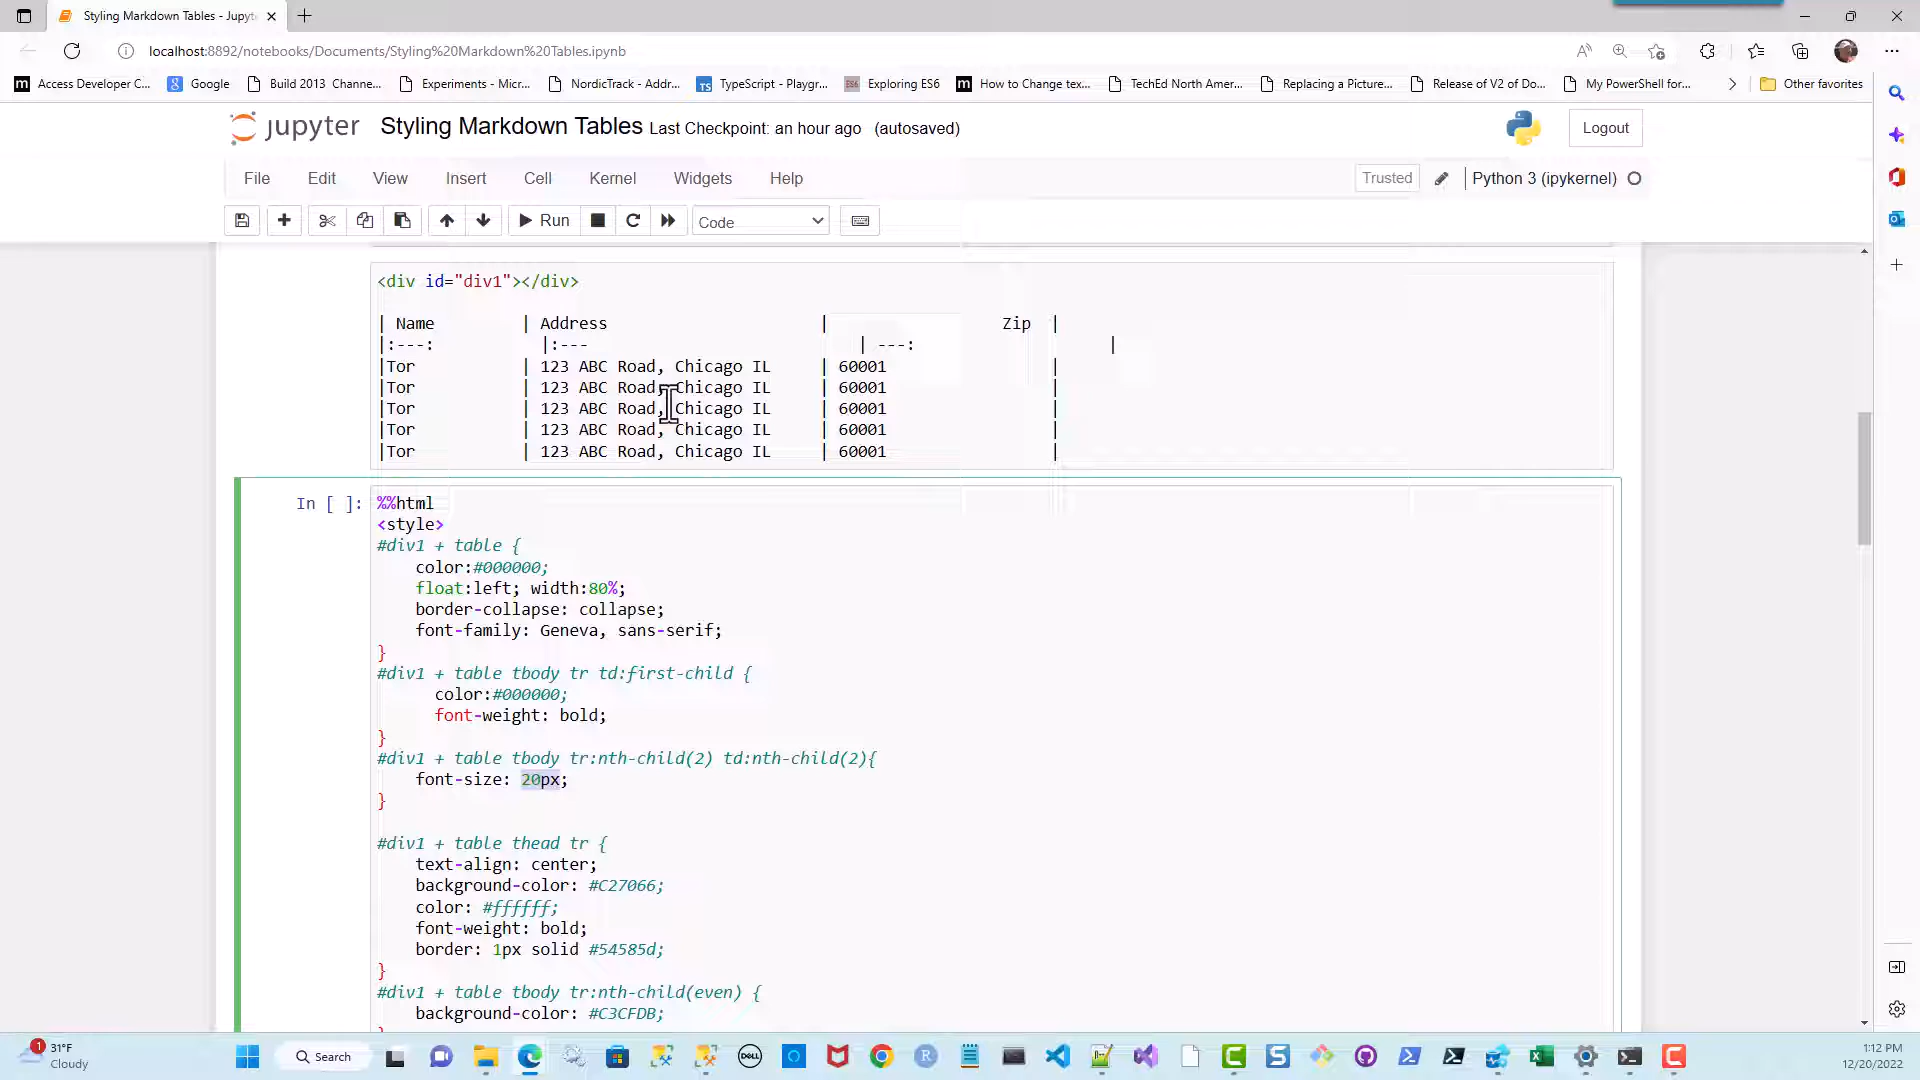 Styling Markdown Tables - Jupyt
localhost:8892/notebooks/Documents/Styling%20Markdown%20Tables.ipynb
Access Developer C... Google Build 2013 Channe... Experiments - Micr... NordicTrack - Addr... TypeScript - Playgr... Exploring ES6 How to Change tex... TechEd North Amer... Replacing a Picture... Release of V2 of Do... My PowerShell for... Other favorites
jupyter Styling Markdown Tables Last Checkpoint: an hour ago (autosaved) Logout
File Edit View Insert Cell Kernel Widgets Help Trusted Python 3 (ipykernel)
Run Code
<div id="div1"></div>
| Name | Address | Zip |
|:---: |:--- | ---: |
|Tor | 123 ABC Road, Chicago IL | 60001 |
|Tor | 123 ABC Road, Chicago IL | 60001 |
|Tor | 123 ABC Road, Chicago IL | 60001 |
|Tor | 123 ABC Road, Chicago IL | 60001 |
|Tor | 123 ABC Road, Chicago IL | 60001 |
In [ ]: %%html
<style>
#div1 + table {
color:#000000;
float:left; width:80%;
border-collapse: collapse;
font-family: Geneva, sans-serif;
}
#div1 + table tbody tr td:first-child {
color:#000000;
font-weight: bold;
}
#div1 + table tbody tr:nth-child(2) td:nth-child(2){
font-size: 20px;
}
#div1 + table thead tr {
text-align: center;
background-color: #C27066;
color: #ffffff;
font-weight: bold;
border: 1px solid #54585d;
}
#div1 + table tbody tr:nth-child(even) {
background-color: #C3CFDB;
1 31°F
Cloudy
Search
DELL
1:12 PM
12/20/2022